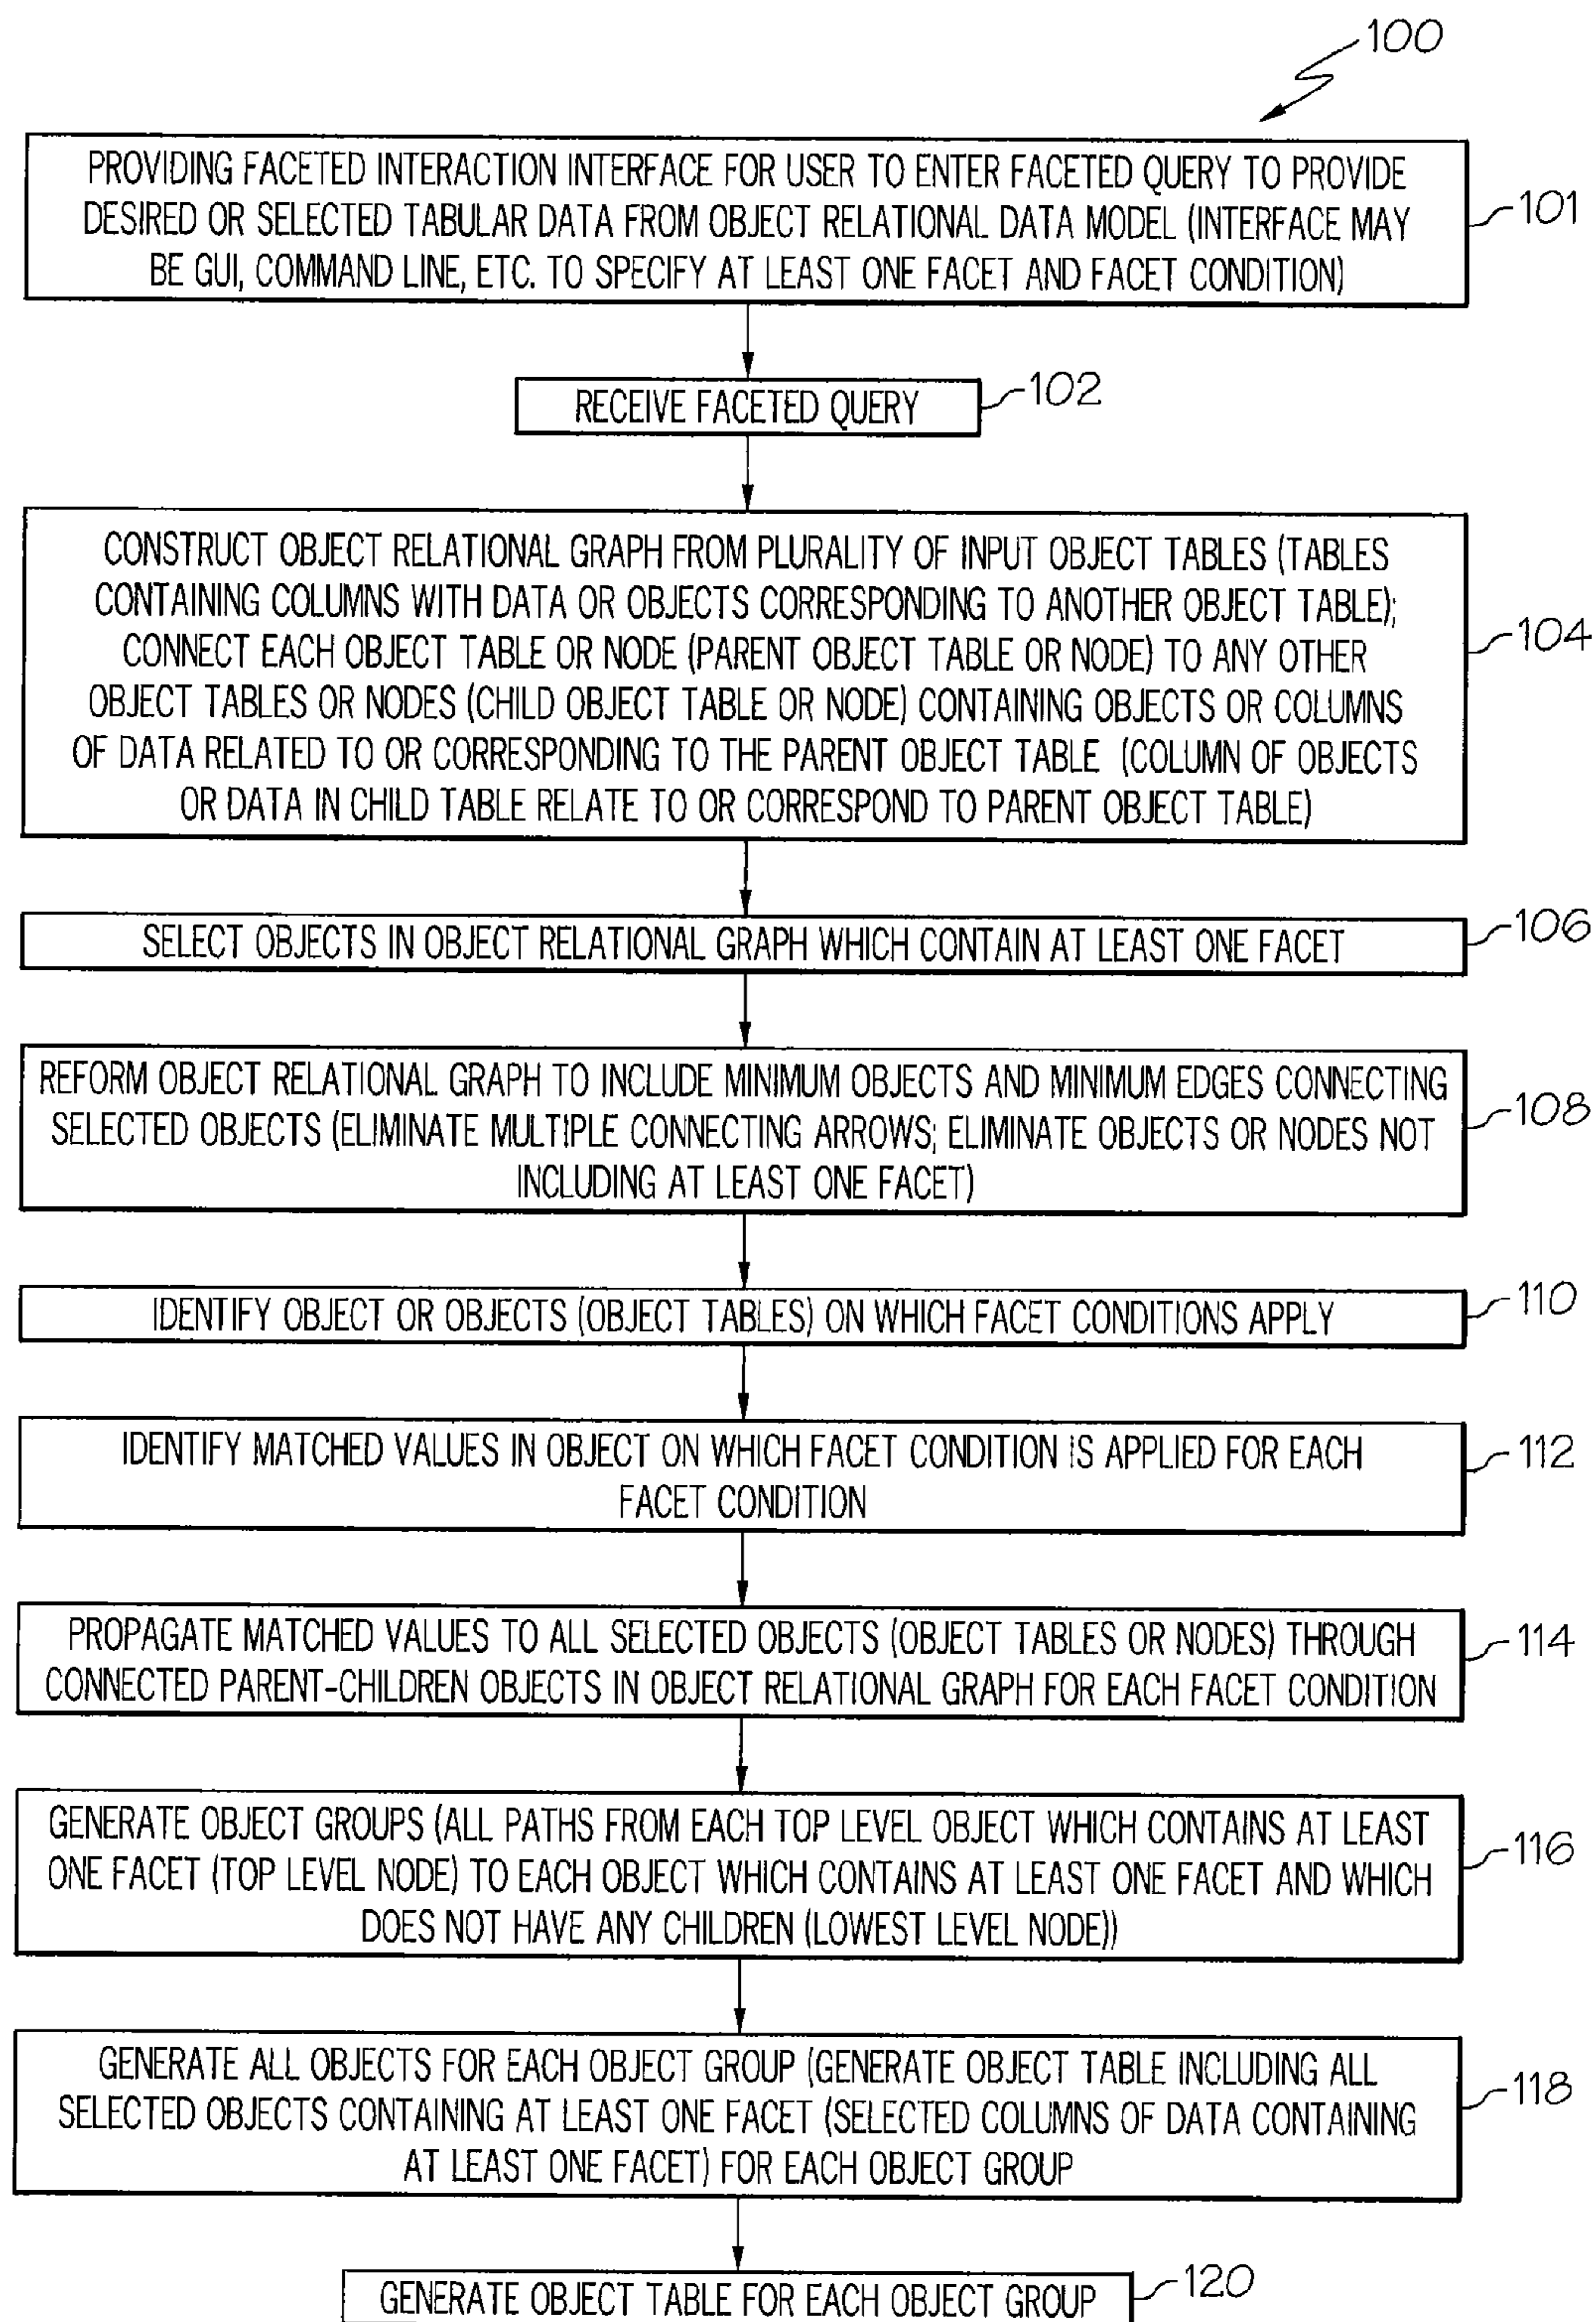 100
PROVIDING FACETED INTERACTION INTERFACE FOR USER TO ENTER FACETED QUERY TO PROVIDE
DESIRED OR SELECTED TABULAR DATA FROM OBJECT RELATIONAL DATA MODEL (INTERFACE MAY
BE GUI, COMMAND LINE, ETC. TO SPECIFY AT LEAST ONE FACET AND FACET CONDITION)
101
RECEIVE FACETED QUERY
102
CONSTRUCT OBJECT RELATIONAL GRAPH FROM PLURALITY OF INPUT OBJECT TABLES (TABLES
CONTAINING COLUMNS WITH DATA OR OBJECTS CORRESPONDING TO ANOTHER OBJECT TABLE);
CONNECT EACH OBJECT TABLE OR NODE (PARENT OBJECT TABLE OR NODE) TO ANY OTHER
OBJECT TABLES OR NODES (CHILD OBJECT TABLE OR NODE) CONTAINING OBJECTS OR COLUMNS
OF DATA RELATED TO OR CORRESPONDING TO THE PARENT OBJECT TABLE (COLUMN OF OBJECTS
OR DATA IN CHILD TABLE RELATE TO OR CORRESPOND TO PARENT OBJECT TABLE)
104
SELECT OBJECTS IN OBJECT RELATIONAL GRAPH WHICH CONTAIN AT LEAST ONE FACET
106
REFORM OBJECT RELATIONAL GRAPH TO INCLUDE MINIMUM OBJECTS AND MINIMUM EDGES CONNECTING
SELECTED OBJECTS (ELIMINATE MULTIPLE CONNECTING ARROWS; ELIMINATE OBJECTS OR NODES NOT
INCLUDING AT LEAST ONE FACET)
108
IDENTIFY OBJECT OR OBJECTS (OBJECT TABLES) ON WHICH FACET CONDITIONS APPLY
110
IDENTIFY MATCHED VALUES IN OBJECT ON WHICH FACET CONDITION IS APPLIED FOR EACH
FACET CONDITION
112
PROPAGATE MATCHED VALUES TO ALL SELECTED OBJECTS (OBJECT TABLES OR NODES) THROUGH
CONNECTED PARENT-CHILDREN OBJECTS IN OBJECT RELATIONAL GRAPH FOR EACH FACET CONDITION
114
GENERATE OBJECT GROUPS (ALL PATHS FROM EACH TOP LEVEL OBJECT WHICH CONTAINS AT LEAST
ONE FACET (TOP LEVEL NODE) TO EACH OBJECT WHICH CONTAINS AT LEAST ONE FACET AND WHICH
DOES NOT HAVE ANY CHILDREN (LOWEST LEVEL NODE))
116
GENERATE ALL OBJECTS FOR EACH OBJECT GROUP (GENERATE OBJECT TABLE INCLUDING ALL
SELECTED OBJECTS CONTAINING AT LEAST ONE FACET (SELECTED COLUMNS OF DATA CONTAINING
AT LEAST ONE FACET) FOR EACH OBJECT GROUP
118
GENERATE OBJECT TABLE FOR EACH OBJECT GROUP
120